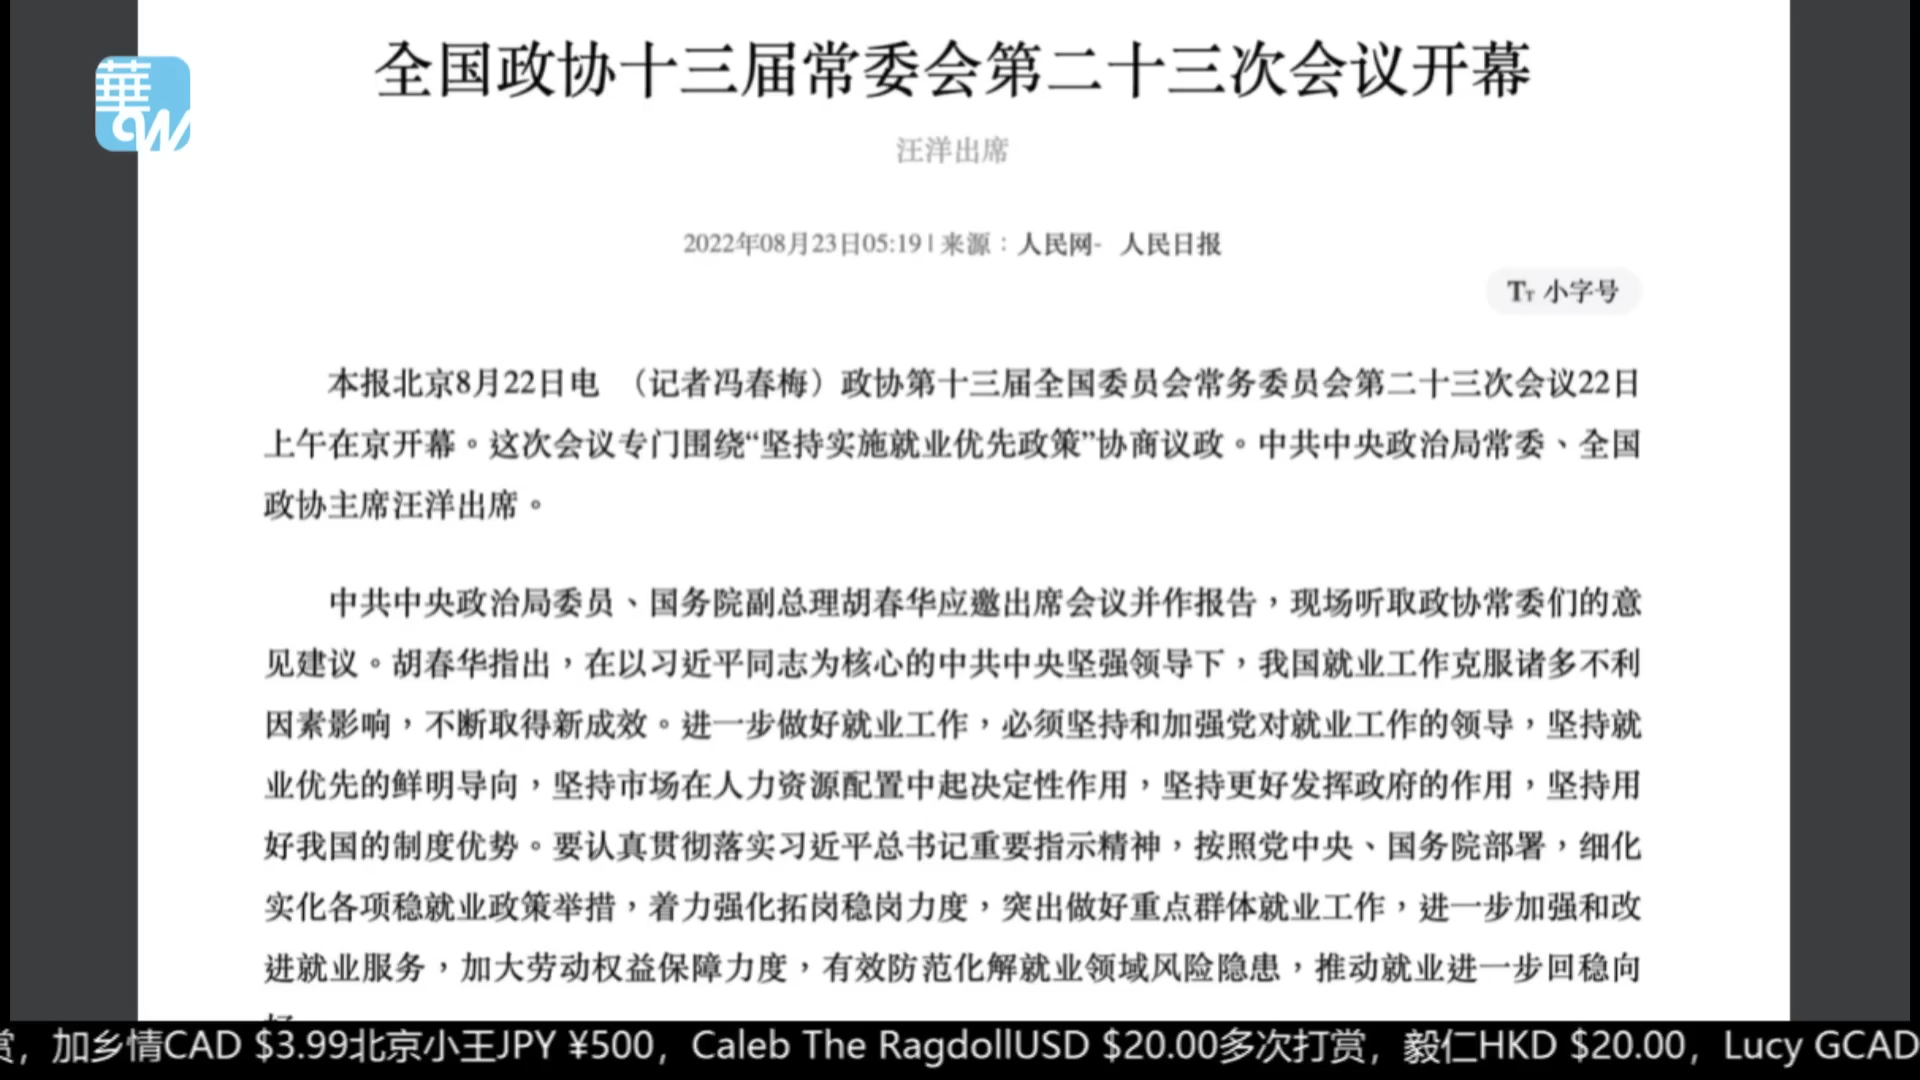 全国政协十三届常委会第二十三次会议开幕
華
aw
汪洋出席
2022年08月23日05:19 | 来源：人民网- 人民日报
TT 小字号
本报北京8月22日电 （记者冯春梅）政协第十三届全国委员会常务委员会第二十三次会议22日
上午在京开幕。这次会议专门围绕“坚持实施就业优先政策”协商议政。中共中央政治局常委、全国
政协主席汪洋出席。
中共中央政治局委员、国务院副总理胡春华应邀出席会议并作报告，现场听取政协常委们的意
见建议。胡春华指出，在以习近平同志为核心的中共中央坚强领导下，我国就业工作克服诸多不利
因素影响，不断取得新成效。进一步做好就业工作，必须坚持和加强党对就业工作的领导，坚持就
业优先的鲜明导向，坚持市场在人力资源配置中起决定性作用，坚持更好发挥政府的作用，坚持用
好我国的制度优势。要认真贯彻落实习近平总书记重要指示精神，按照党中央、国务院部署，细化
实化各项稳就业政策举措，着力强化拓岗稳岗力度，突出做好重点群体就业工作，进一步加强和改
进就业服务，加大劳动权益保障力度，有效防范化解就业领域风险隐患，推动就业进一步回稳向
赏，加乡情CAD $3.99北京小王JPY ¥500，Caleb The RagdollUSD $20.00多次打赏，毅仁HKD $20.00，Lucy GCAD